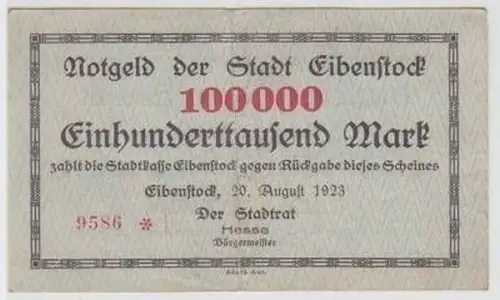 Notgeld der Stadt Eibenstock
100000
Einhunderttausend Mark
zahlt die Stadtkasse Eibenstock gegen Rückgabe dieses Scheines
Eibenstock, 20. August 1923
Der Stadtrat
9586 *
Hesse
Bürgermeister